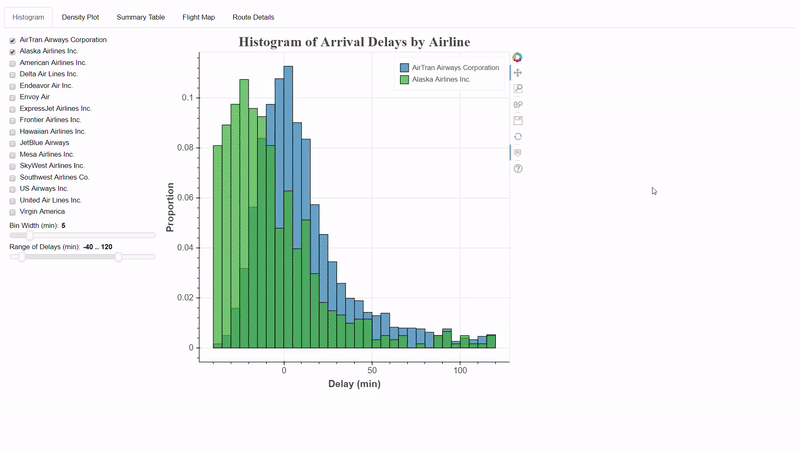 Histogram
Density Plot
Summary Table
Flight Map
Route Details
AirTran Airways Corporation
Alaska Airlines Inc.
American Airlines Inc.
Delta Air Lines Inc.
Endeavor Air Inc.
Envoy Air
ExpressJet Airlines Inc.
Frontier Airlines Inc.
Hawaiian Airlines Inc.
JetBlue Airways
Mesa Airlines Inc.
SkyWest Airlines Inc.
Southwest Airlines Co.
US Airways Inc.
United Air Lines Inc.
Virgin America
Bin Width (min): 5
Range of Delays (min): -40 .. 120
Histogram of Arrival Delays by Airline
AirTran Airways Corporation
Alaska Airlines Inc.
Proportion
0.1
0.08
0.06
0.04
0.02
0
0
50
100
Delay (min)